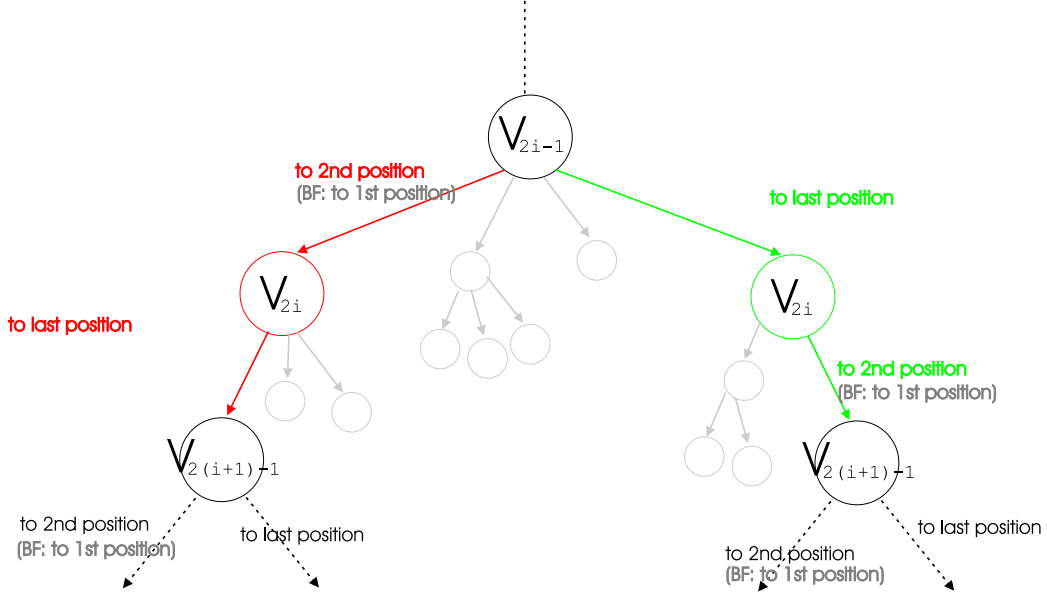 V2i-1
to 2nd position
(BF: to 1st position)
to last position
V2i
V2i
to last position
to 2nd position
(BF: to 1st position)
V2(i+1)-1
V2(i+1)-1
to 2nd position
(BF: to 1st position)
to last position
to last position
to 2nd position
(BF: to 1st position)